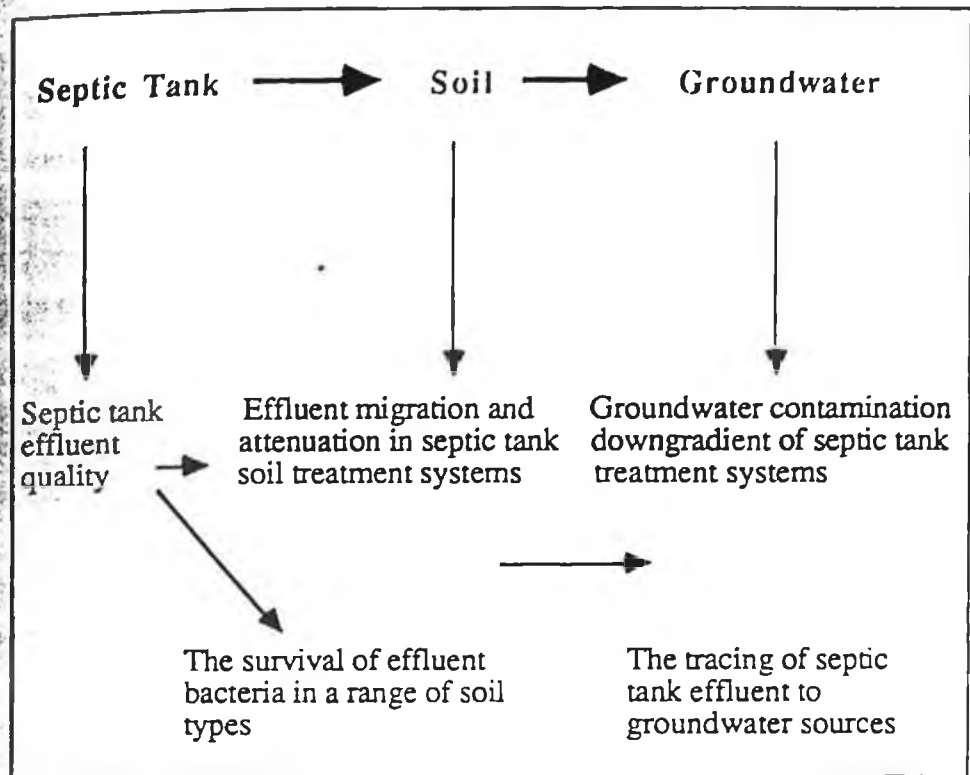 Septic Tank Soil Groundwater
Septic tank
effluent
quality
Effluent migration and
attenuation in septic tank
soil treatment systems
Groundwater contamination
downgradient of septic tank
treatment systems
The survival of effluent
bacteria in a range of soil
types
The tracing of septic
tank effluent to
groundwater sources